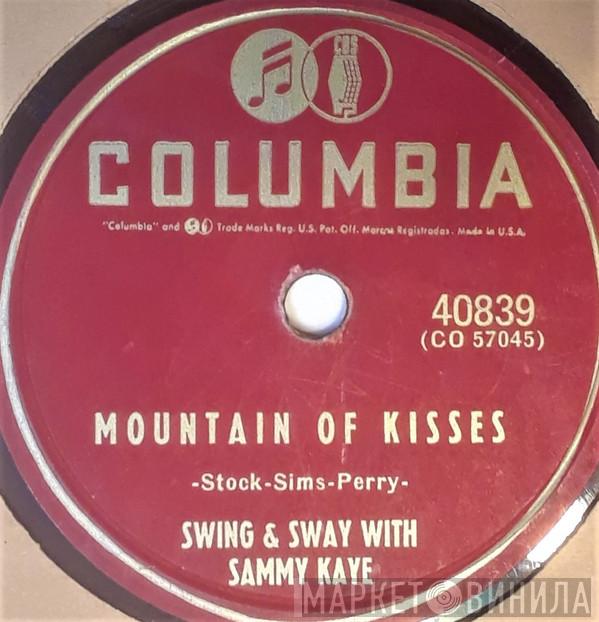 CBS
COLUMBIA
"Columbia" and Trade Marks Reg. U.S. Pat. Off. Marcas Registradas. Made in U.S.A.
40839
(CO 57045)
MOUNTAIN OF KISSES
-Stock-Sims-Perry-
SWING & SWAY WITH
SAMMY KAYE
МАРКЕТ ВИНИЛА